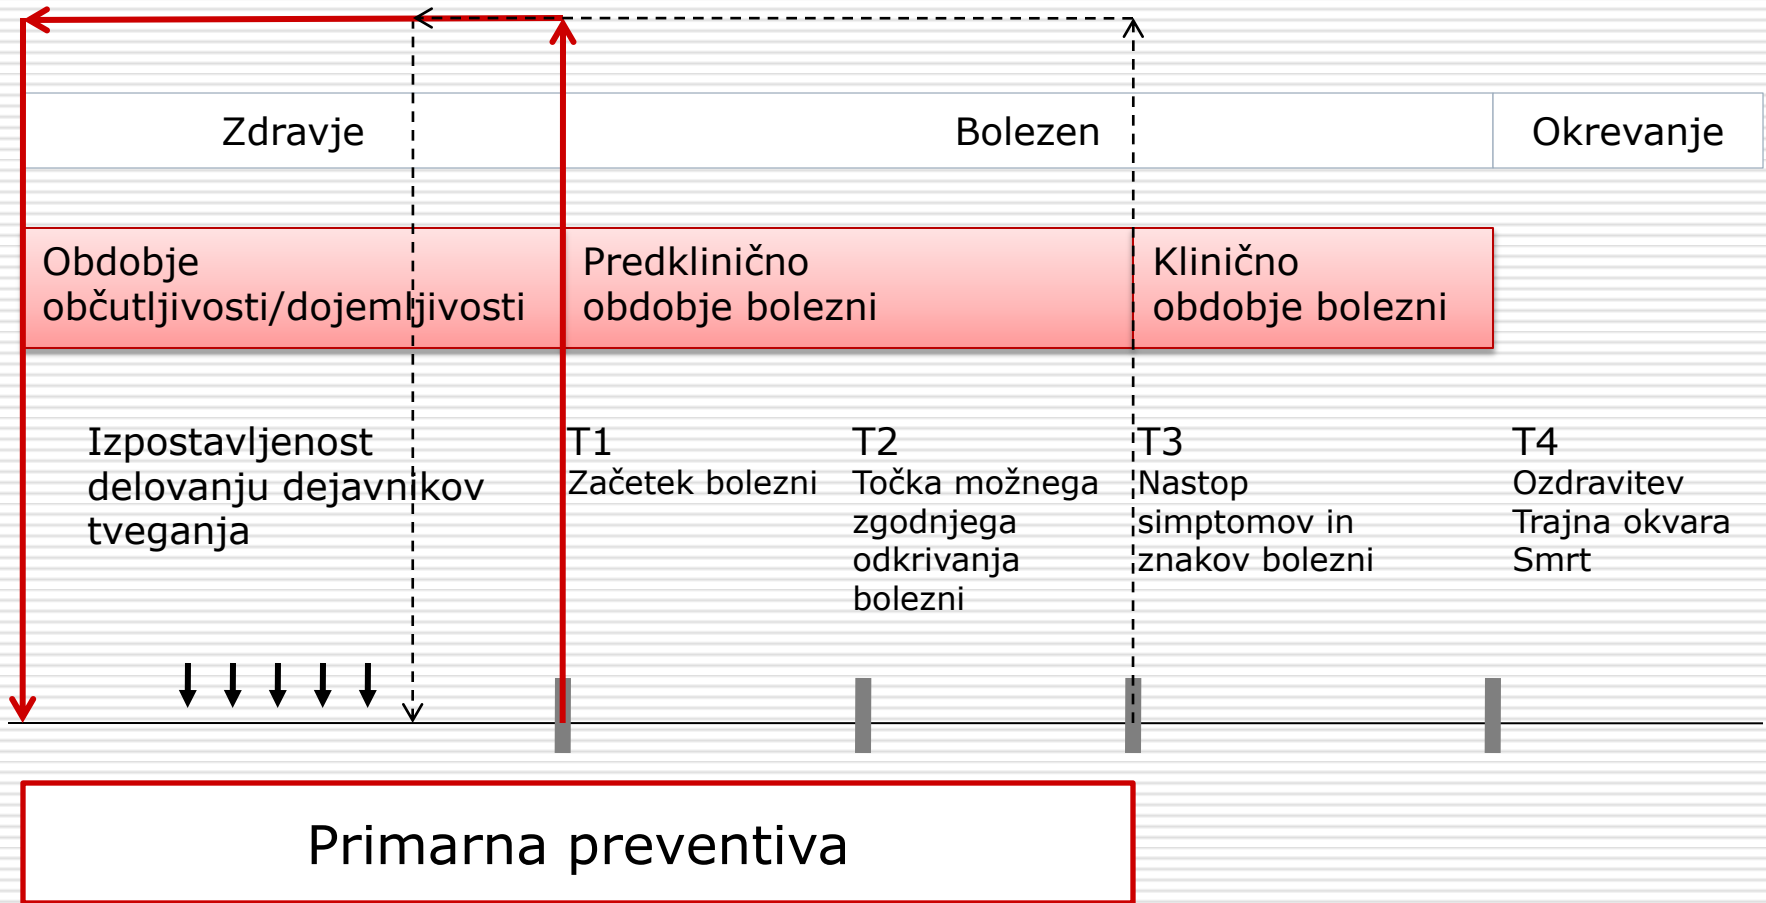 Zdravje
Bolezen
Okrevanje
Obdobje
občutljivosti/dojemljivosti
Predklinično
obdobje bolezni
Klinično
obdobje bolezni
Izpostavljenost
delovanju dejavnikov
tveganja
T1
Začetek bolezni
T2
Točka možnega
zgodnjega
odkrivanja
bolezni
T3
Nastop
simptomov in
znakov bolezni
T4
Ozdravitev
Trajna okvara
Smrt
Primarna preventiva